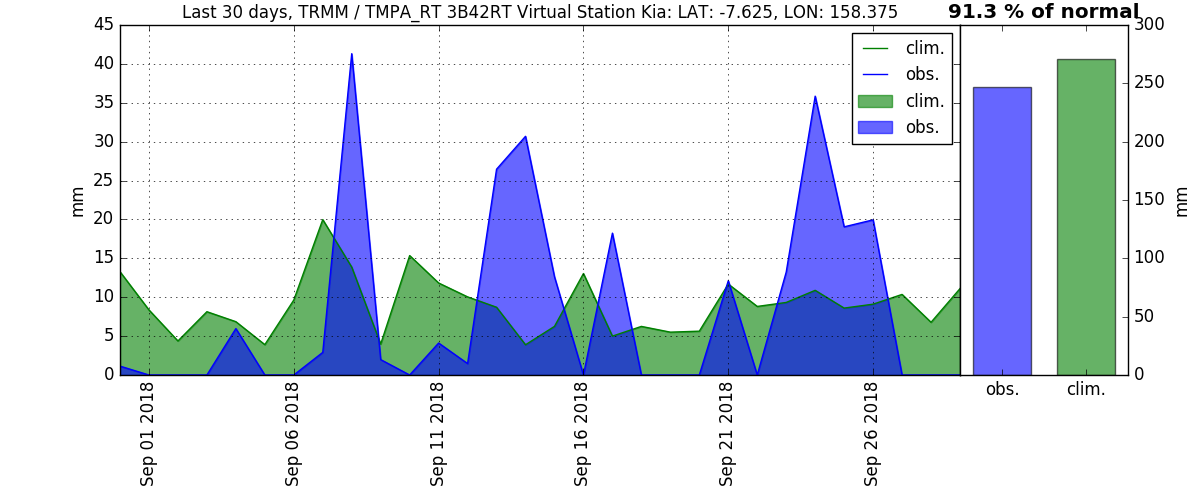 Last 30 days, TRMM / TMPA_RT 3B42RT Virtual Station Kia: LAT: -7.625, LON: 158.375
91.3 % of normal
45
40
35
30
25
20
15
10
5
0
mm
clim.
obs.
clim.
obs.
Sep 01 2018
Sep 06 2018
Sep 11 2018
Sep 16 2018
Sep 21 2018
Sep 26 2018
300
250
200
150
100
50
0
mm
obs.
clim.